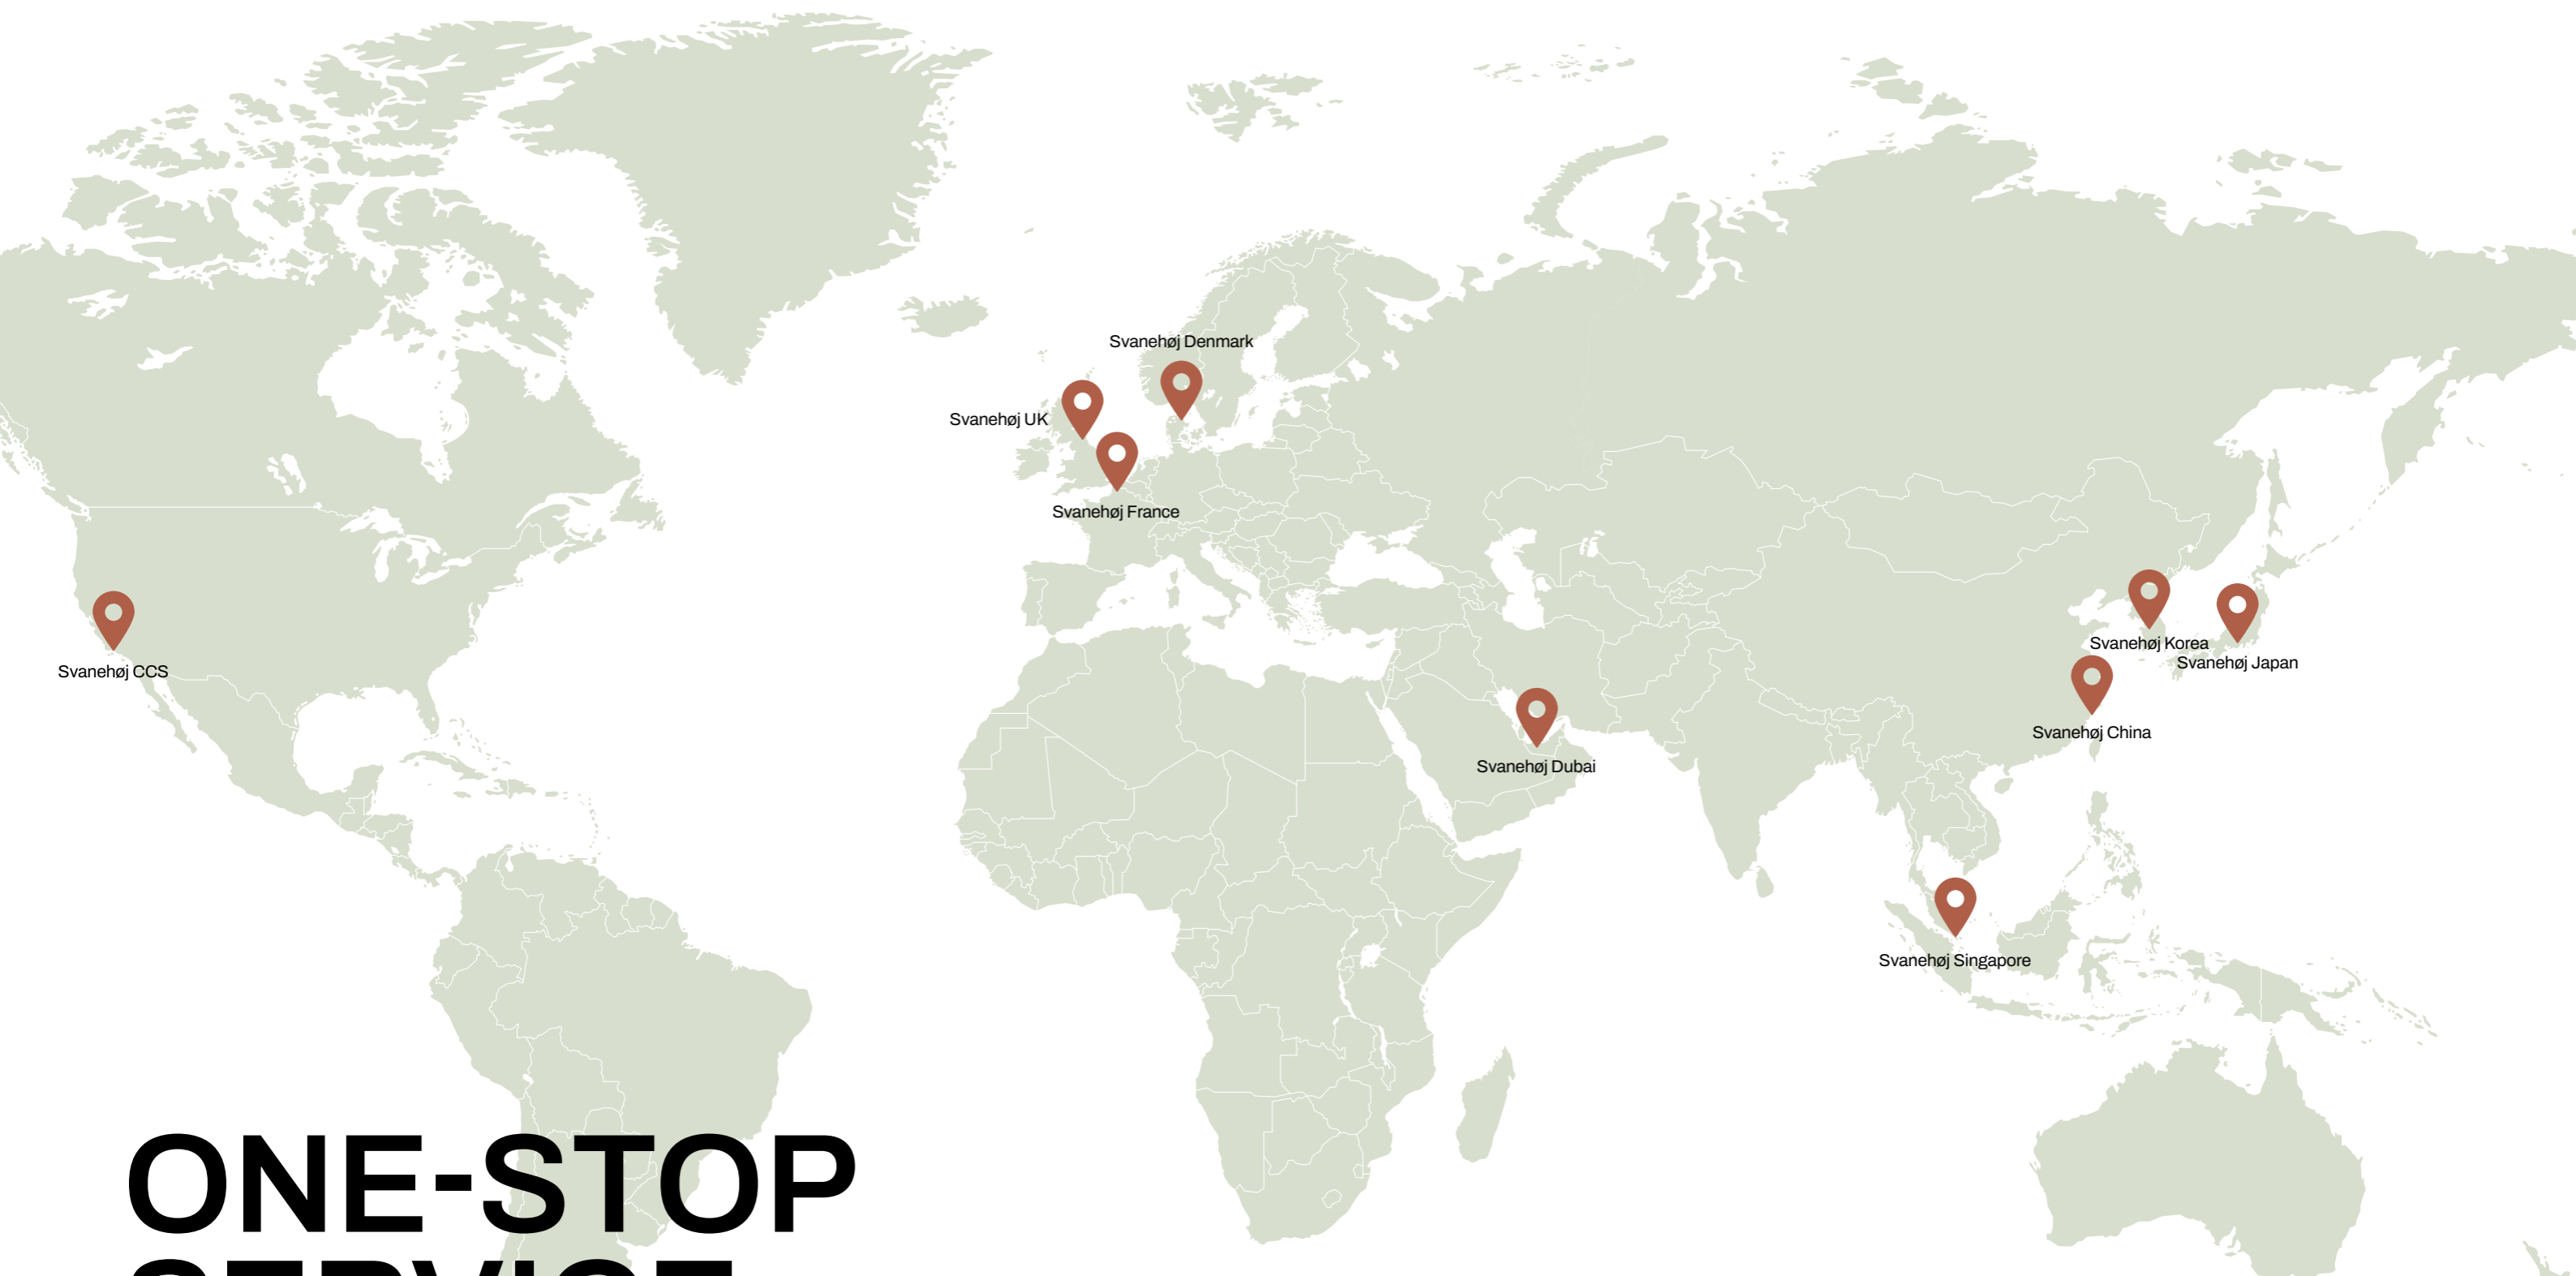 Svanehøj Denmark
Svanehøj UK
Svanehøj France
Svanehøj CCS
Svanehøj Korea
Svanehøj Japan
Svanehøj China
Svanehøj Dubai
Svanehøj Singapore
ONE-STOP
SERVICE